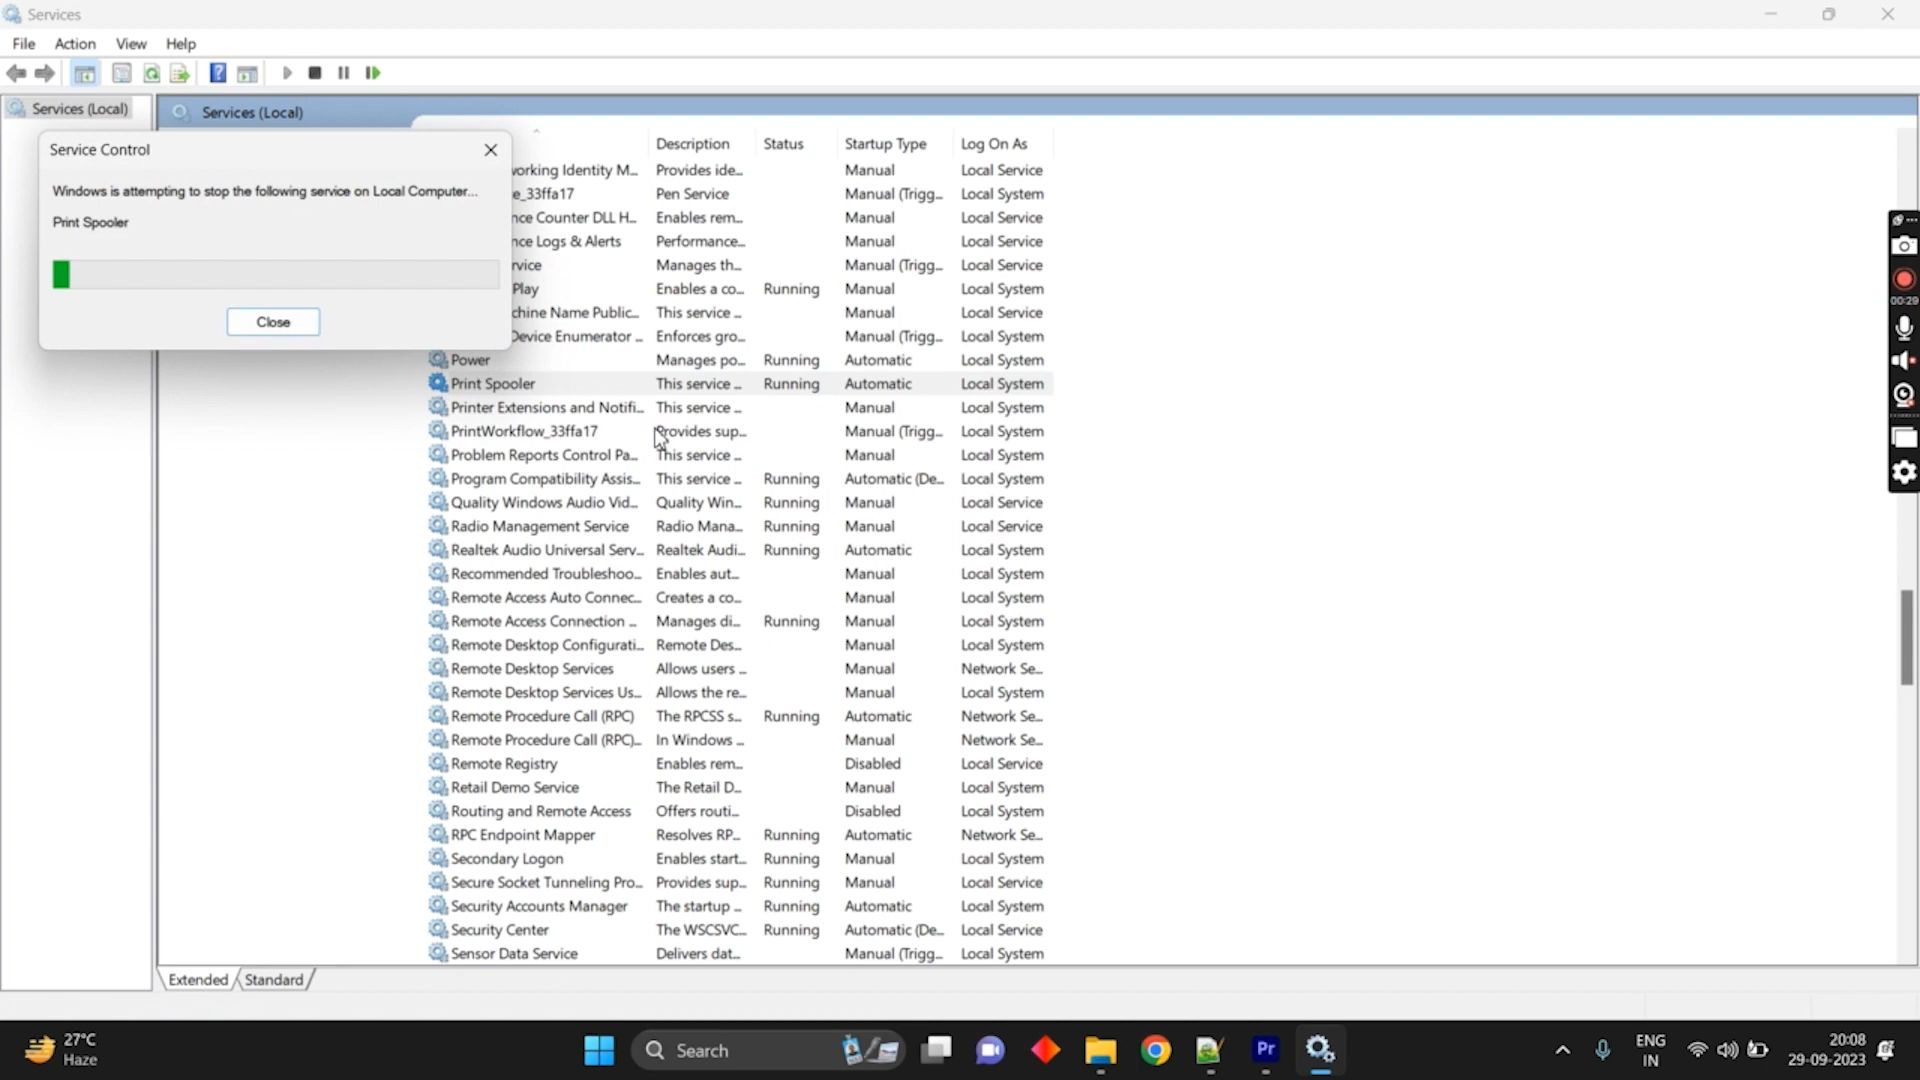 Services
File Action View Help
Services (Local)
Services (Local)
Service Control
Windows is attempting to stop the following service on Local Computer...
Print Spooler
Close
Description Status Startup Type Log On As
working Identity M... Provides ide... Manual Local Service
e_33ffa17 Pen Service Manual (Trigg... Local System
nce Counter DLL H... Enables rem... Manual Local Service
nce Logs & Alerts Performance... Manual Local Service
rvice Manages th... Manual (Trigg... Local Service
Play Enables a co... Running Manual Local System
chine Name Public... This service ... Manual Local Service
Device Enumerator ... Enforces gro... Manual (Trigg... Local System
Power Manages po... Running Automatic Local System
Print Spooler This service ... Running Automatic Local System
Printer Extensions and Notifi... This service ... Manual Local System
PrintWorkflow_33ffa17 Provides sup... Manual (Trigg... Local System
Problem Reports Control Pa... This service ... Manual Local System
Program Compatibility Assis... This service ... Running Automatic (De... Local System
Quality Windows Audio Vid... Quality Win... Running Manual Local Service
Radio Management Service Radio Mana... Running Manual Local Service
Realtek Audio Universal Serv... Realtek Audi... Running Automatic Local System
Recommended Troubleshoo... Enables aut... Manual Local System
Remote Access Auto Connec... Creates a co... Manual Local System
Remote Access Connection ... Manages di... Running Manual Local System
Remote Desktop Configurati... Remote Des... Manual Local System
Remote Desktop Services Allows users ... Manual Network Se...
Remote Desktop Services Us... Allows the re... Manual Local System
Remote Procedure Call (RPC) The RPCSS s... Running Automatic Network Se...
Remote Procedure Call (RPC)... In Windows ... Manual Network Se...
Remote Registry Enables rem... Disabled Local Service
Retail Demo Service The Retail D... Manual Local System
Routing and Remote Access Offers routi... Disabled Local System
RPC Endpoint Mapper Resolves RP... Running Automatic Network Se...
Secondary Logon Enables start... Running Manual Local System
Secure Socket Tunneling Pro... Provides sup... Running Manual Local Service
Security Accounts Manager The startup ... Running Automatic Local System
Security Center The WSCSVC... Running Automatic (De... Local Service
Sensor Data Service Delivers dat... Manual (Trigg... Local System
Extended Standard
00:29
27°C
Haze
Search
Pr
ENG
IN
20:08
29-09-2023